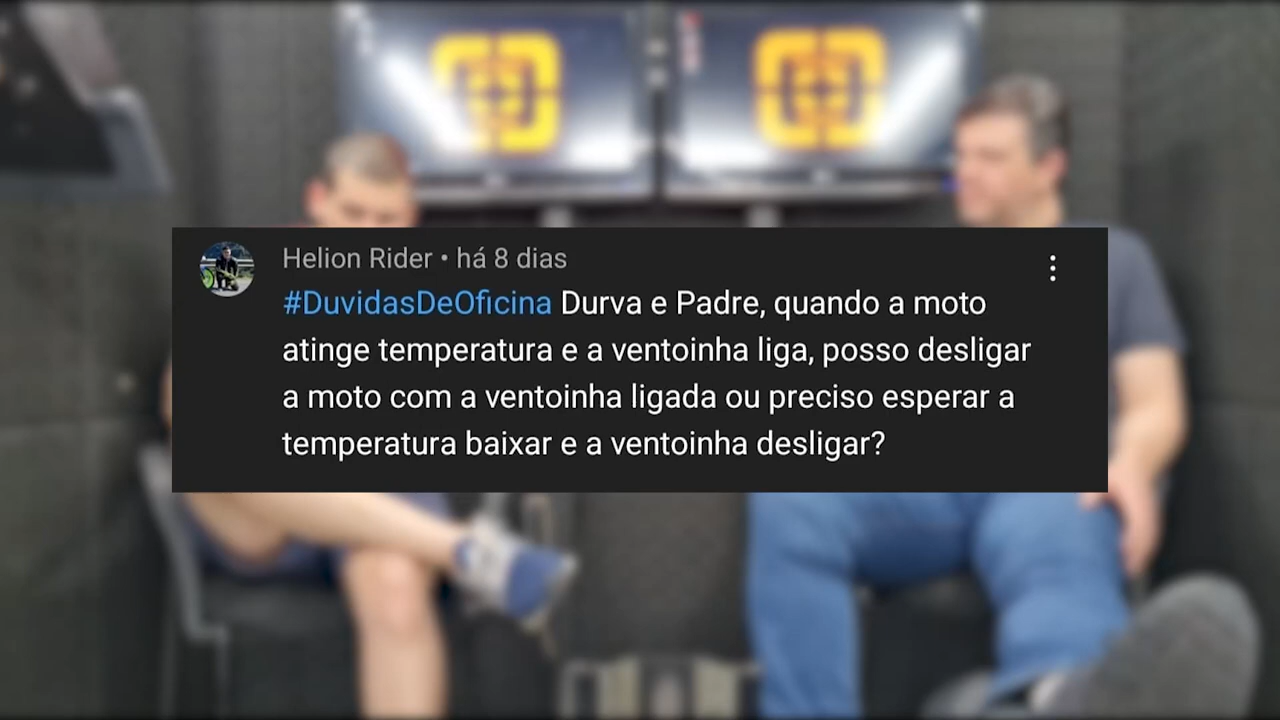 Helion Rider • há 8 dias
#DuvidasDeOficina Durva e Padre, quando a moto
atinge temperatura e a ventoinha liga, posso desligar
a moto com a ventoinha ligada ou preciso esperar a
temperatura baixar e a ventoinha desligar?